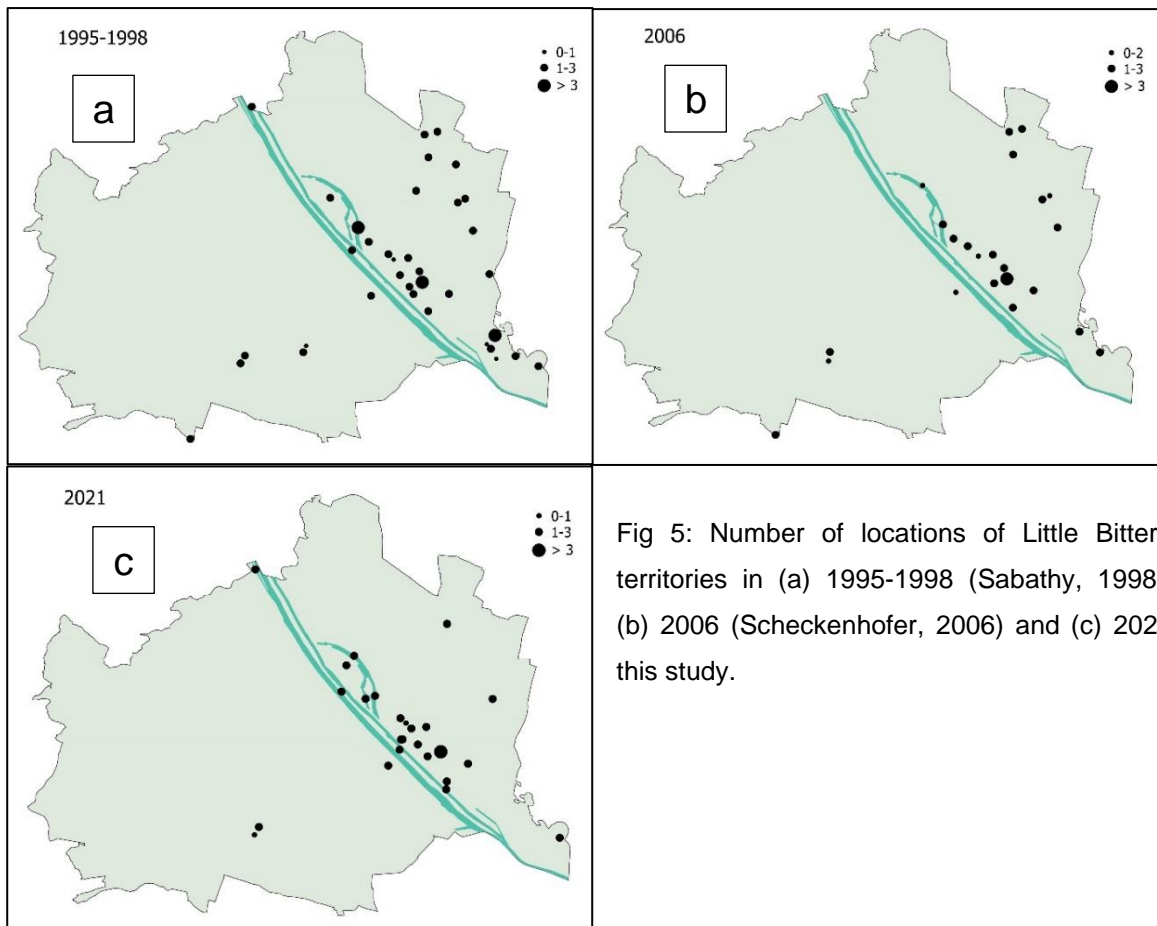 1995-1998
0-1
1-3
> 3
a
2006
0-2
1-3
> 3
b
2021
0-1
1-3
> 3
c
Fig 5: Number of locations of Little Bitter
territories in (a) 1995-1998 (Sabathy, 1998
(b) 2006 (Scheckenhofer, 2006) and (c) 202
this study.